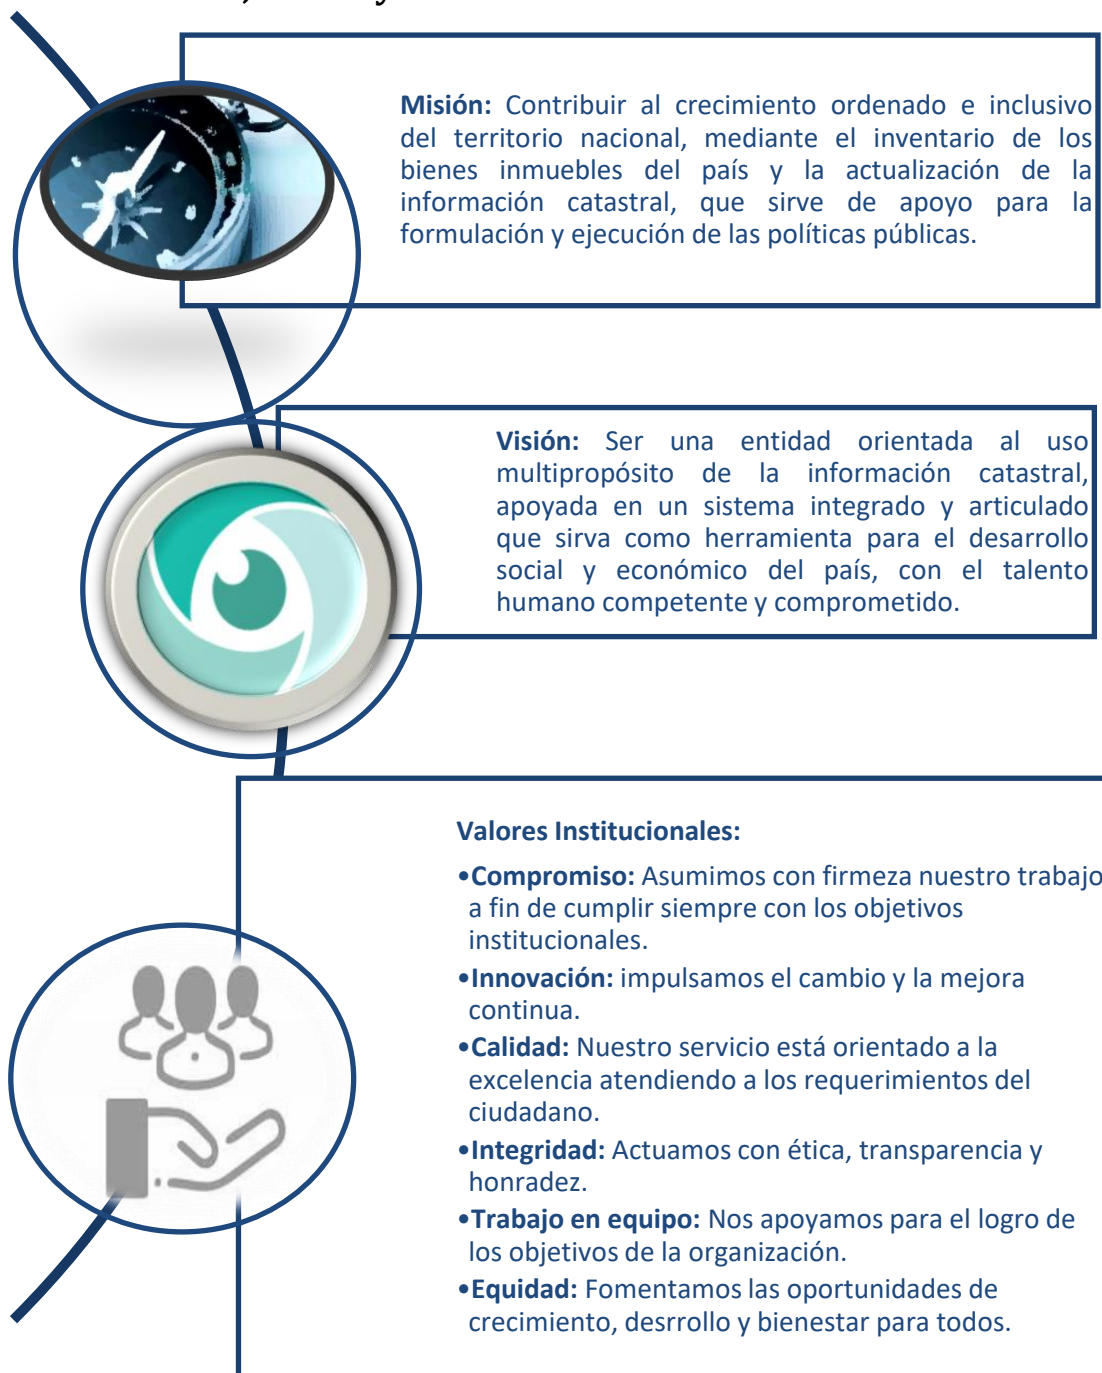 Misión: Contribuir al crecimiento ordenado e inclusivo
del territorio nacional, mediante el inventario de los
bienes inmuebles del país y la actualización de la
información catastral, que sirve de apoyo para la
formulación y ejecución de las políticas públicas.
Visión: Ser una entidad orientada al uso
multipropósito de la información catastral,
apoyada en un sistema integrado y articulado
que sirva como herramienta para el desarrollo
social y económico del país, con el talento
humano competente y comprometido.
Valores Institucionales:
•Compromiso: Asumimos con firmeza nuestro trabajo
a fin de cumplir siempre con los objetivos
institucionales.
•Innovación: impulsamos el cambio y la mejora
continua.
•Calidad: Nuestro servicio está orientado a la
excelencia atendiendo a los requerimientos del
ciudadano.
•Integridad: Actuamos con ética, transparencia y
honradez.
•Trabajo en equipo: Nos apoyamos para el logro de
los objetivos de la organización.
•Equidad: Fomentamos las oportunidades de
crecimiento, desrrollo y bienestar para todos.